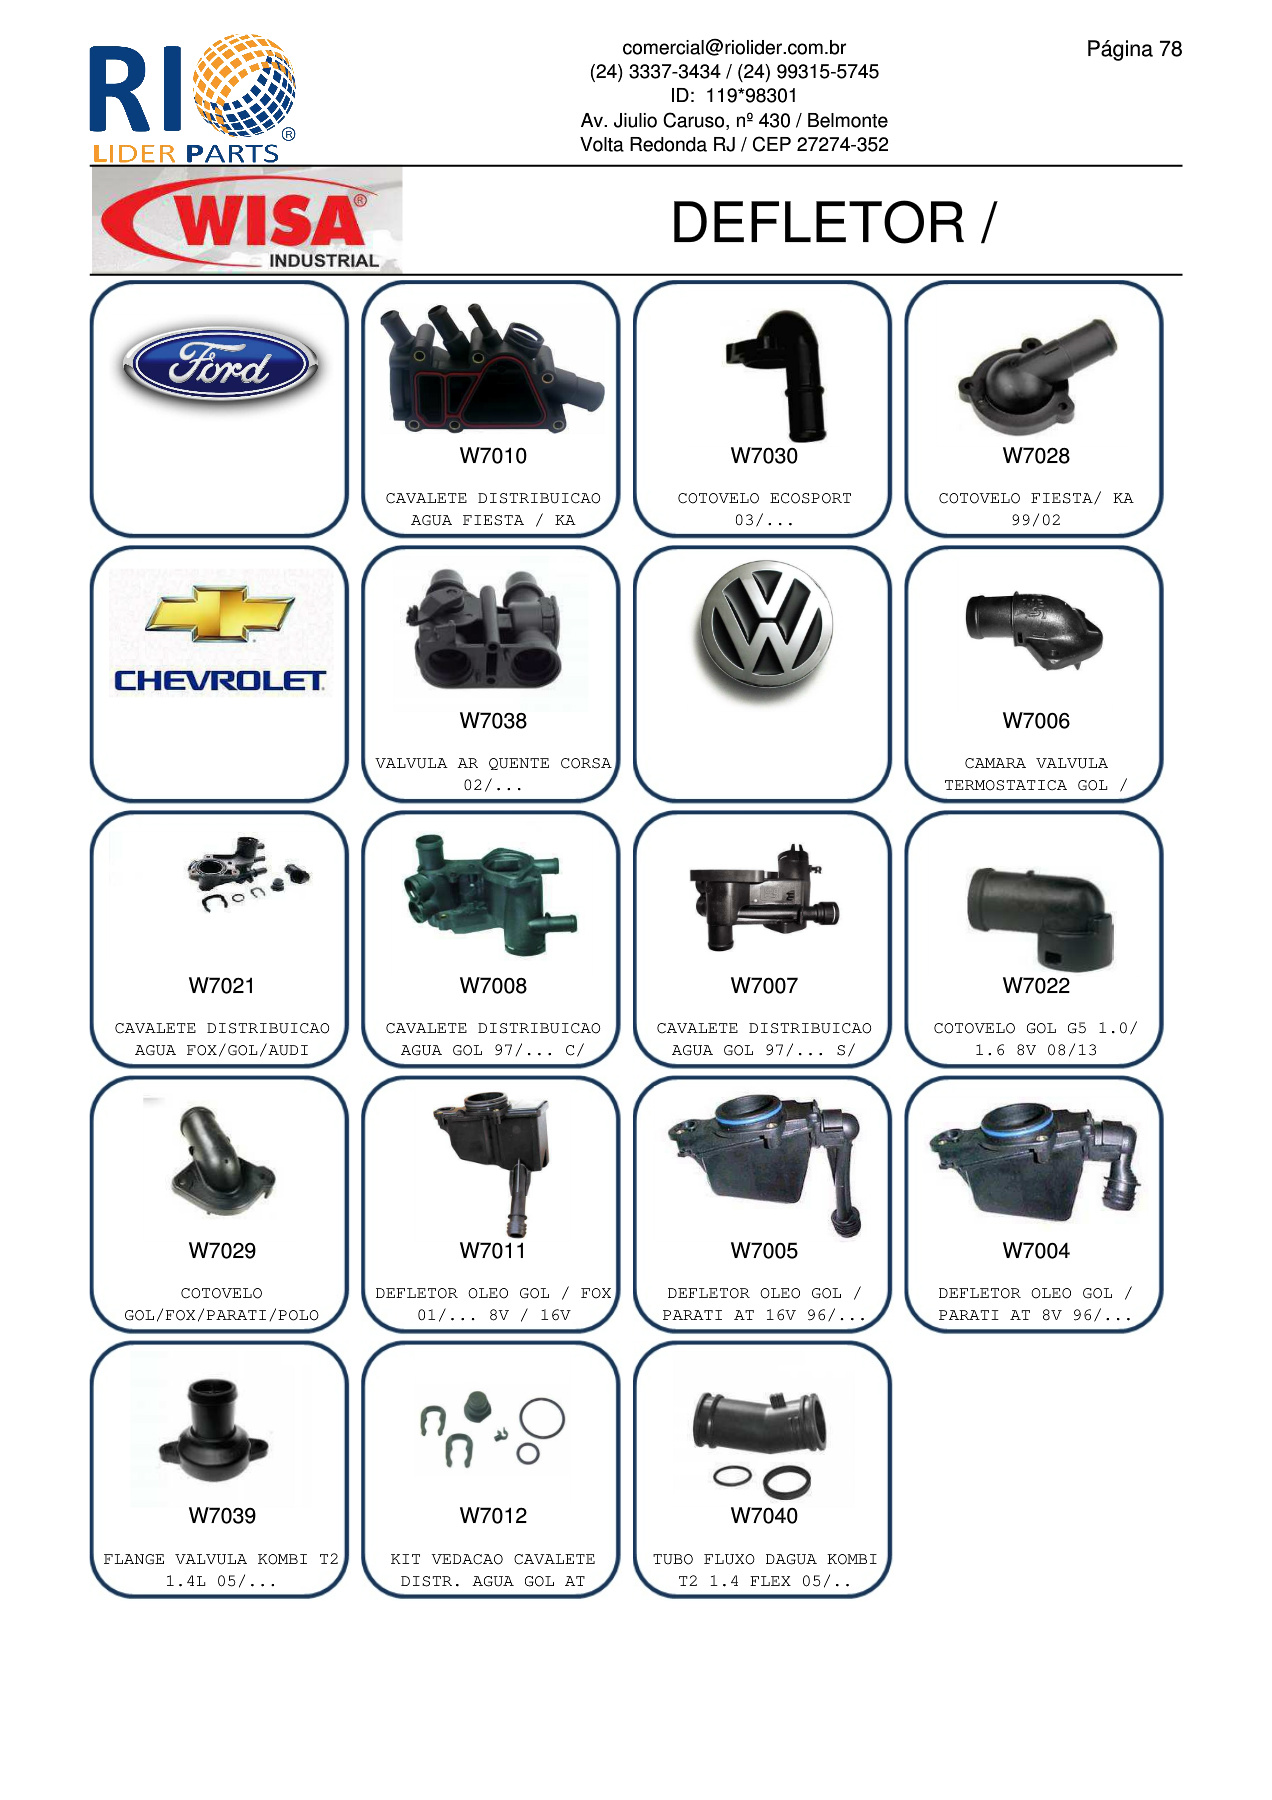 RIO
®
LIDER PARTS
comercial@riolider.com.br
(24) 3337-3434 / (24) 99315-5745
ID: 119*98301
Av. Jiulio Caruso, nº 430 / Belmonte
Volta Redonda RJ / CEP 27274-352
Página 78
WISA®
INDUSTRIAL
DEFLETOR /
Ford
W7010
CAVALETE DISTRIBUICAO
AGUA FIESTA / KA
W7030
COTOVELO ECOSPORT
03/...
W7028
COTOVELO FIESTA/ KA
99/02
CHEVROLET
W7038
VALVULA AR QUENTE CORSA
02/...
VW
W7006
CAMARA VALVULA
TERMOSTATICA GOL /
W7021
CAVALETE DISTRIBUICAO
AGUA FOX/GOL/AUDI
W7008
CAVALETE DISTRIBUICAO
AGUA GOL 97/... C/
W7007
CAVALETE DISTRIBUICAO
AGUA GOL 97/... S/
W7022
COTOVELO GOL G5 1.0/
1.6 8V 08/13
W7029
COTOVELO
GOL/FOX/PARATI/POLO
W7011
DEFLETOR OLEO GOL / FOX
01/... 8V / 16V
W7005
DEFLETOR OLEO GOL /
PARATI AT 16V 96/...
W7004
DEFLETOR OLEO GOL /
PARATI AT 8V 96/...
W7039
FLANGE VALVULA KOMBI T2
1.4L 05/...
W7012
KIT VEDACAO CAVALETE
DISTR. AGUA GOL AT
W7040
TUBO FLUXO DAGUA KOMBI
T2 1.4 FLEX 05/..